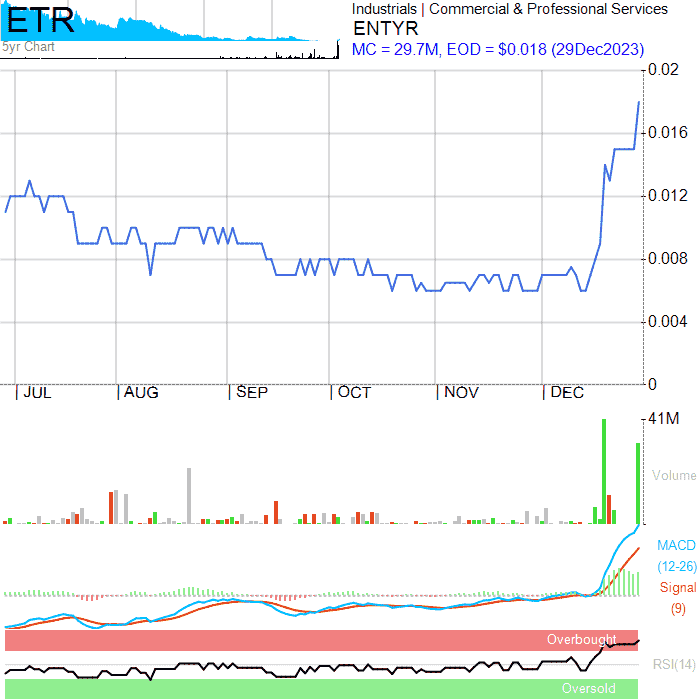 ETR
5yr Chart
Industrials | Commercial & Professional Services
ENTYR
MC = 29.7M, EOD = $0.018 (29Dec2023)
0.02
0.016
0.012
0.008
0.004
0
JUL AUG SEP OCT NOV DEC
41M
Volume
MACD
(12-26)
Signal
(9)
Overbought
RSI(14)
Oversold